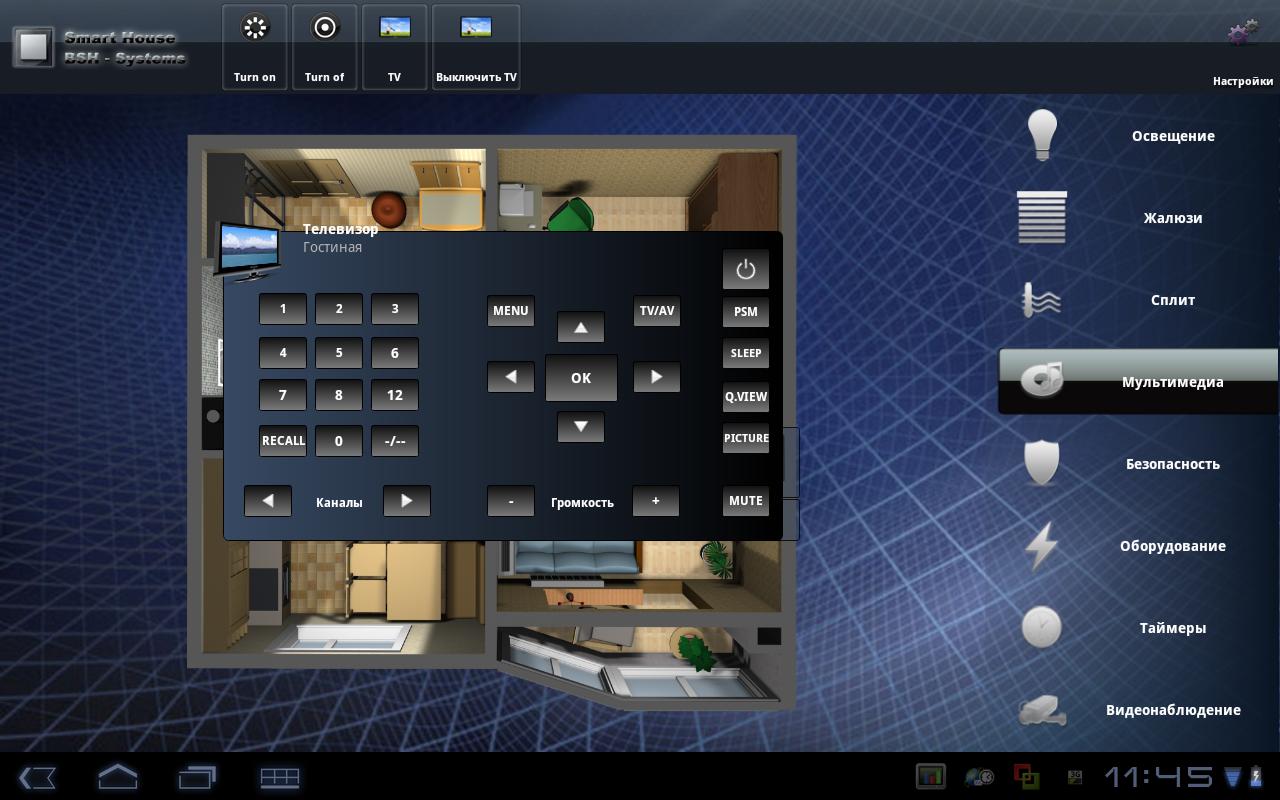 Smart House
BSH - Systems
Turn on
Turn of
TV
Выключить TV
Настройки
Освещение
Жалюзи
Сплит
Мультимедиа
Безопасность
Оборудование
Таймеры
Видеонаблюдение
Телевизор
Гостиная
1 2 3
4 5 6
7 8 12
RECALL 0 -/--
MENU
TV/AV
OK
PSM
SLEEP
Q.VIEW
PICTURE
Каналы
- Громкость +
MUTE
3G
11:45